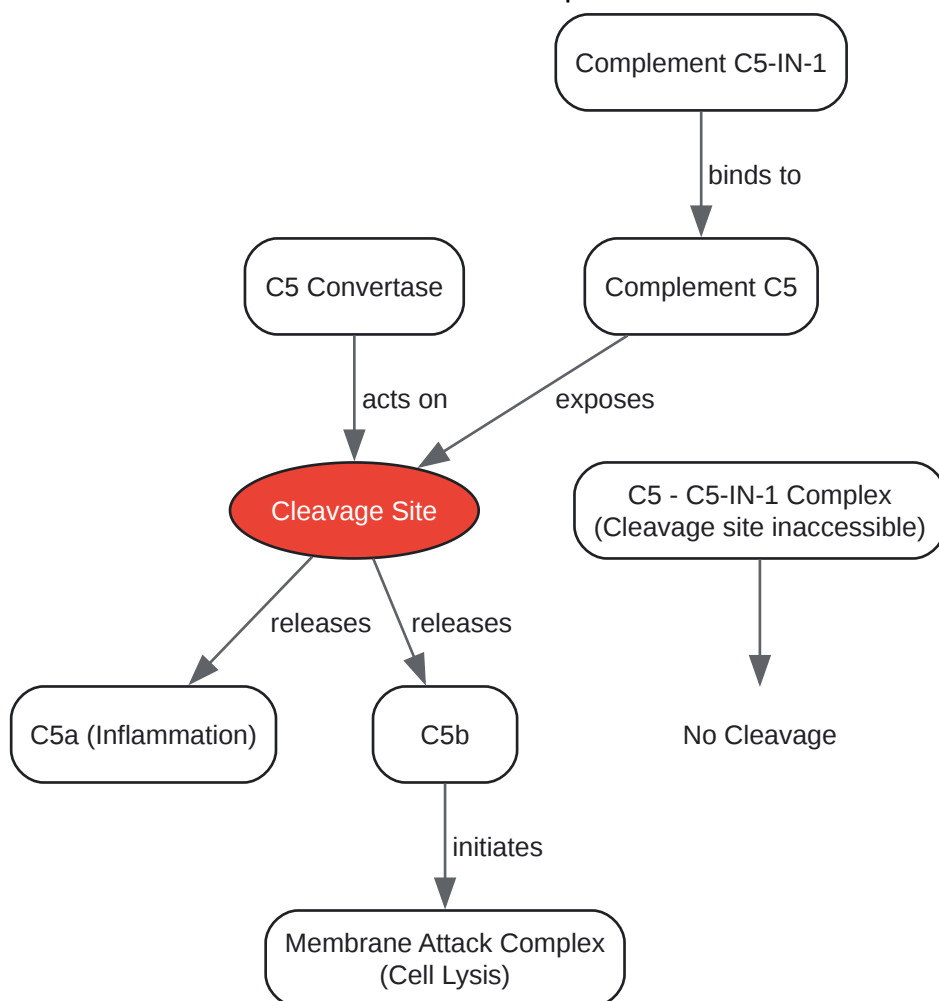 Complement C5-IN-1
binds to
C5 Convertase
Complement C5
acts on
exposes
Cleavage Site
C5 - C5-IN-1 Complex
(Cleavage site inaccessible)
releases
releases
C5a (Inflammation)
C5b
No Cleavage
initiates
Membrane Attack Complex
(Cell Lysis)